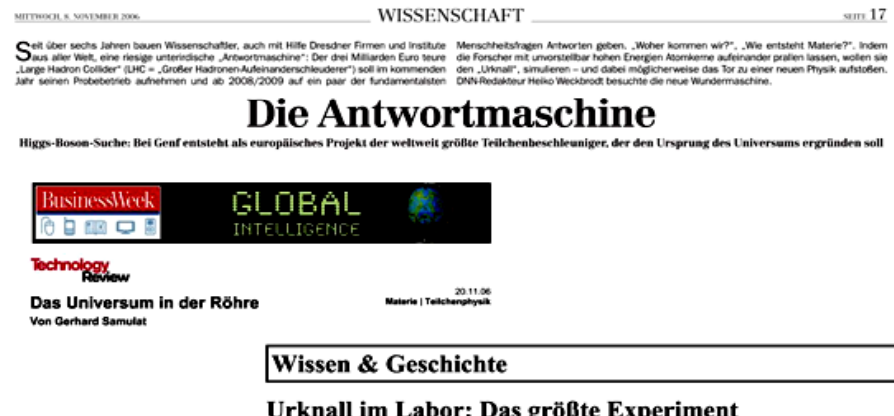 MITTWOCH, 8. NOVEMBER 2006
WISSENSCHAFT
SEITE 17
Seit über sechs Jahren bauen Wissenschaftler, auch mit Hilfe Dresdner Firmen und Institute
aus aller Welt, eine riesige unterirdische „Antwortmaschine": Der drei Milliarden Euro teure
„Large Hadron Collider" (LHC = „Großer Hadronen-Aufeinanderschleuderer") soll im kommenden
Jahr seinen Probebetrieb aufnehmen und ab 2008/2009 auf ein paar der fundamentalsten
Menschheitsfragen Antworten geben. „Woher kommen wir?", „Wie entsteht Materie?". Indem
die Forscher mit unvorstellbar hohen Energien Atomkerne aufeinander prallen lassen, wollen sie
den „Urknall", simulieren – und dabei möglicherweise das Tor zu einer neuen Physik aufstoßen.
DNN-Redakteur Heiko Weckbrodt besuchte die neue Wundermaschine.
Die Antwortmaschine
Higgs-Boson-Suche: Bei Genf entsteht als europäisches Projekt der weltweit größte Teilchenbeschleuniger, der den Ursprung des Universums ergründen soll
BusinessWeek
GLOBAL
INTELLIGENCE
Technology
Review
20.11.06
Das Universum in der Röhre
Materie | Teilchenphysik
Von Gerhard Samulat
Wissen & Geschichte
Urknall im Labor: Das größte Experiment